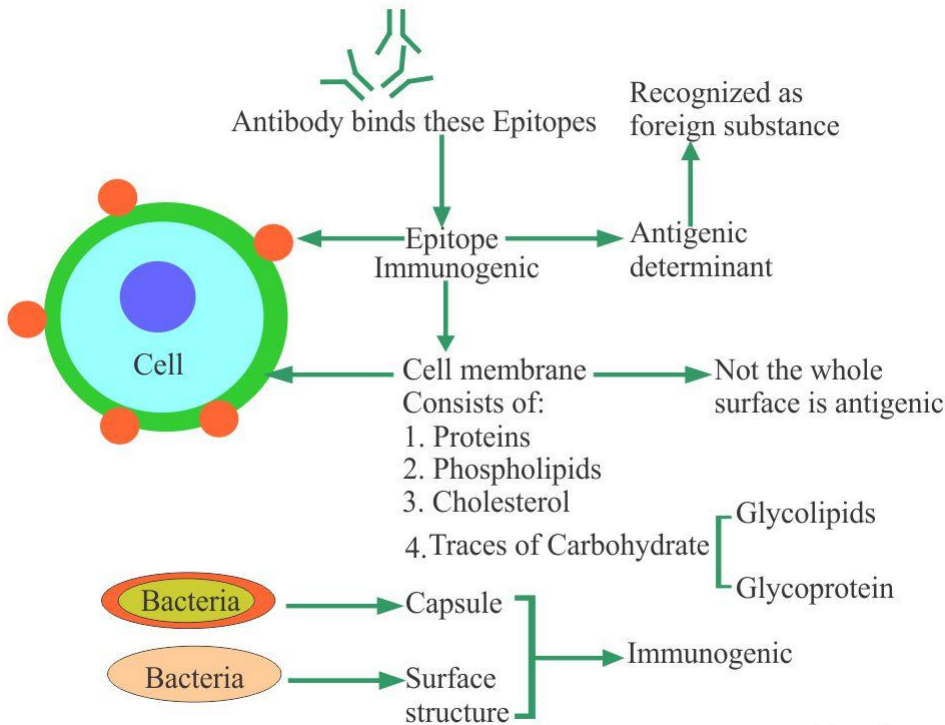 Antibody binds these Epitopes
Recognized as
foreign substance
Epitope
Immunogenic
Antigenic
determinant
Cell
Cell membrane
Consists of:
1. Proteins
2. Phospholipids
3. Cholesterol
4.Traces of Carbohydrate
Not the whole
surface is antigenic
Glycolipids
Glycoprotein
Bacteria
Capsule
Immunogenic
Bacteria
Surface
structure